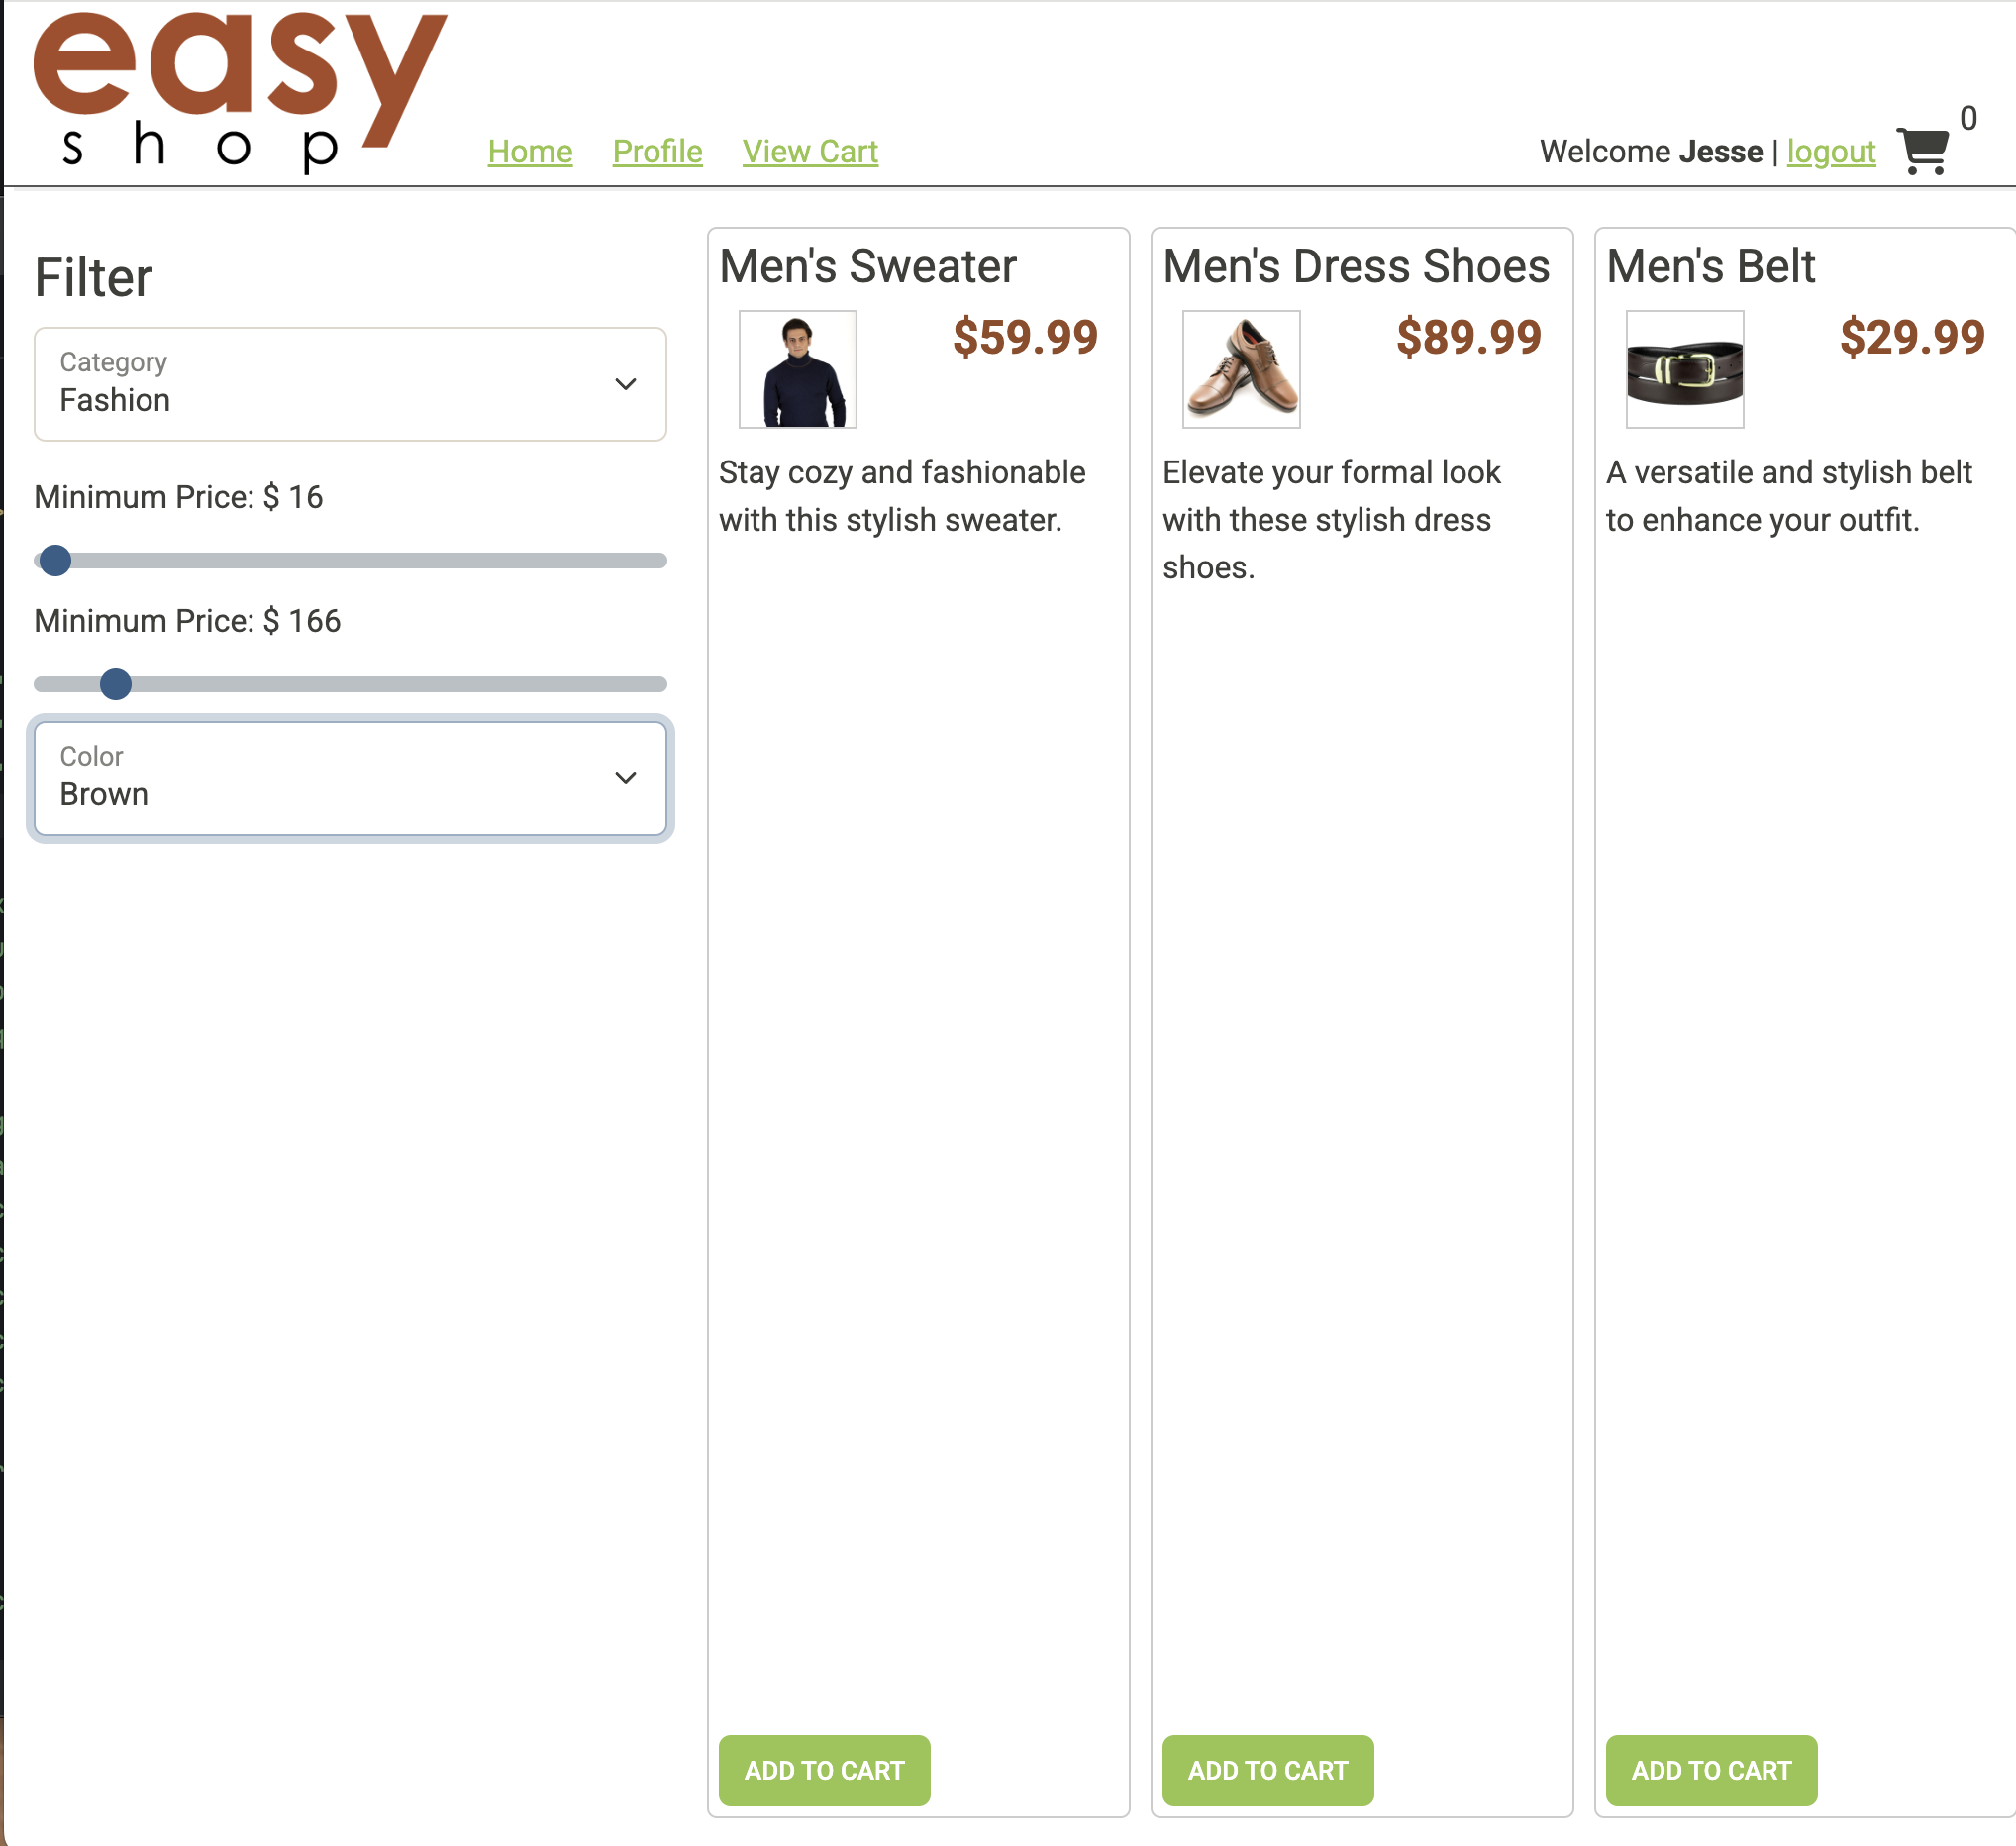 easy
shop
Home Profile View Cart
Welcome Jesse | logout
0
Filter
Category
Fashion
Minimum Price: $ 16
Minimum Price: $ 166
Color
Brown
Men's Sweater
$59.99
Stay cozy and fashionable
with this stylish sweater.
ADD TO CART
Men's Dress Shoes
$89.99
Elevate your formal look
with these stylish dress
shoes.
ADD TO CART
Men's Belt
$29.99
A versatile and stylish belt
to enhance your outfit.
ADD TO CART